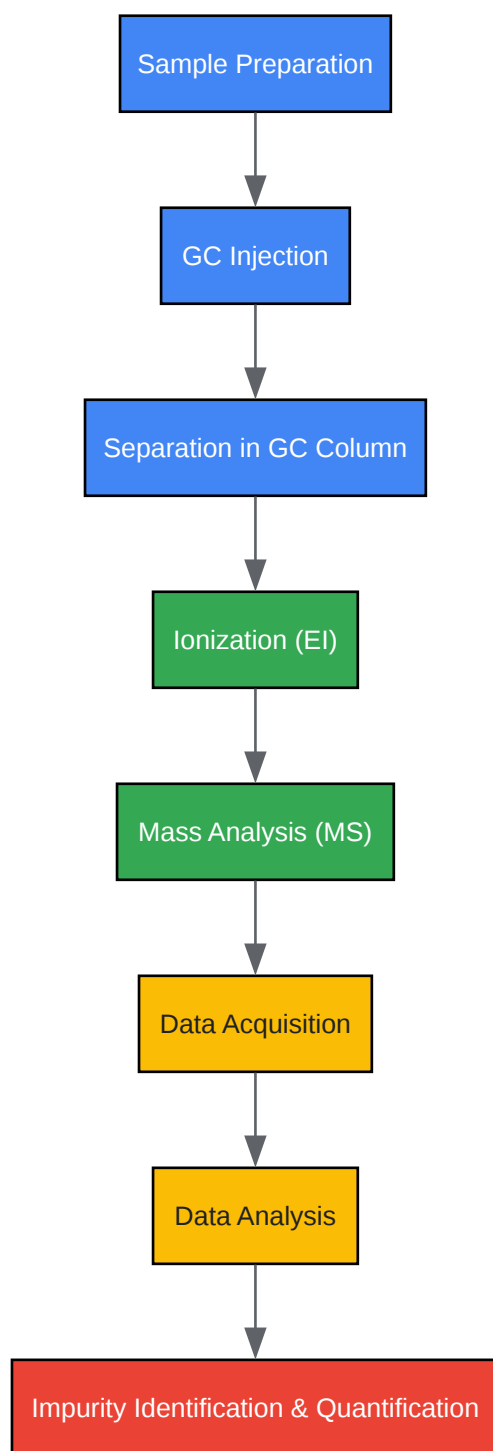 Sample Preparation
GC Injection
Separation in GC Column
Ionization (EI)
Mass Analysis (MS)
Data Acquisition
Data Analysis
Impurity Identification & Quantification